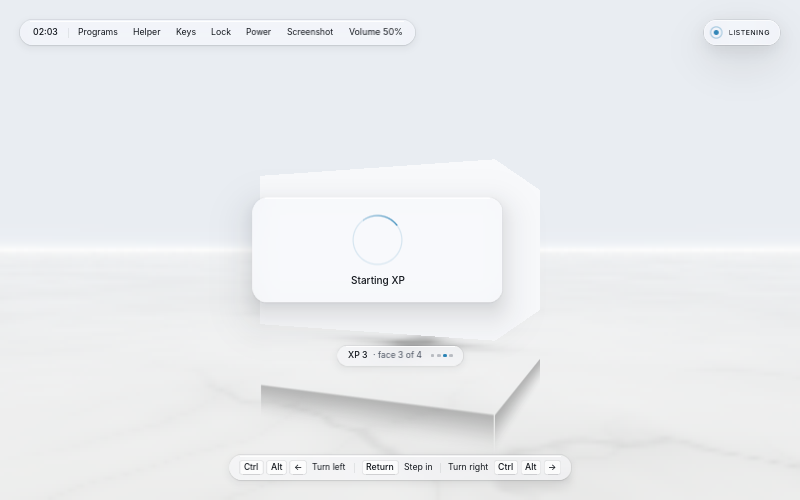 02:03 Programs Helper Keys Lock Power Screenshot Volume 50%
LISTENING
Starting XP
XP 3 · face 3 of 4
Ctrl Alt ← Turn left Return Step in Turn right Ctrl Alt →